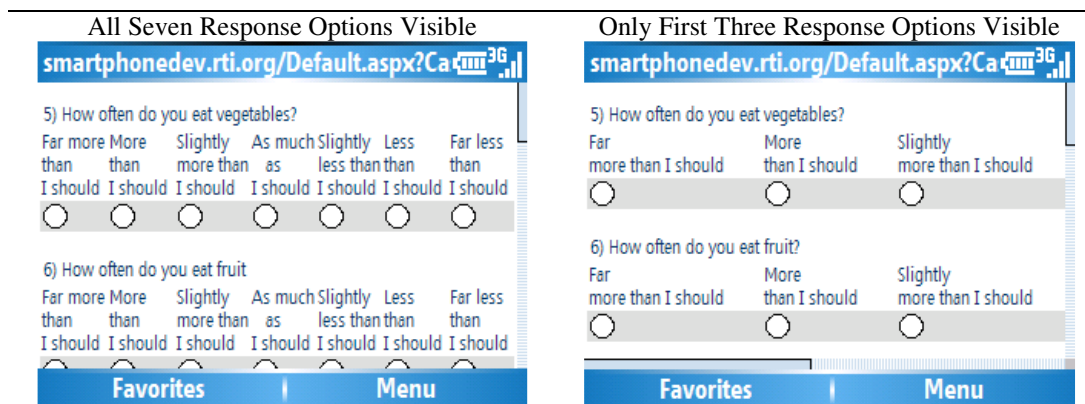 All Seven Response Options Visible
smartphonedev.rti.org/Default.aspx?Ca 3G
5) How often do you eat vegetables?
Far more More Slightly As much Slightly Less Far less
than than more than as less than than than
I should I should I should I should I should I should I should
6) How often do you eat fruit
Far more More Slightly As much Slightly Less Far less
than than more than as less than than than
I should I should I should I should I should I should I should
Favorites Menu
Only First Three Response Options Visible
smartphonedev.rti.org/Default.aspx?Ca 3G
5) How often do you eat vegetables?
Far More Slightly
more than I should than I should more than I should
6) How often do you eat fruit?
Far More Slightly
more than I should than I should more than I should
Favorites Menu